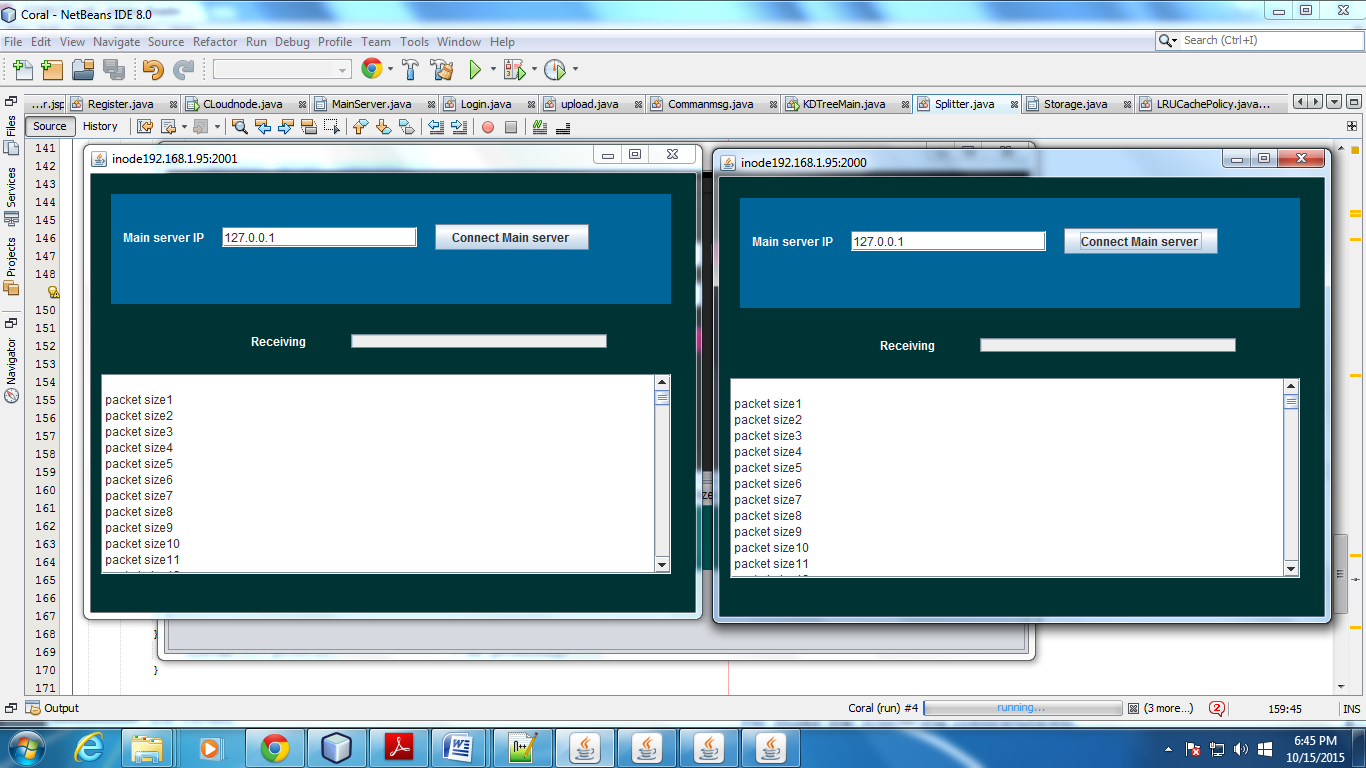 Coral - NetBeans IDE 8.0
File Edit View Navigate Source Refactor Run Debug Profile Team Tools Window Help
Search (Ctrl+I)
...r.jsp Register.java CLoudnode.java MainServer.java Login.java upload.java Commanmsg.java KDTreeMain.java Splitter.java Storage.java LRUCachePolicy.java...
Source History
Files
Services
Projects
Navigator
141
142
143
144
145
146
147
148
150
151
152
153
154
155
156
157
158
159
160
161
162
163
164
165
166
167
168 }
169
170 }
171
inode192.168.1.95:2001
Main server IP 127.0.0.1 Connect Main server
Receiving
packet size1
packet size2
packet size3
packet size4
packet size5
packet size6
packet size7
packet size8
packet size9
packet size10
packet size11
inode192.168.1.95:2000
Main server IP 127.0.0.1 Connect Main server
Receiving
packet size1
packet size2
packet size3
packet size4
packet size5
packet size6
packet size7
packet size8
packet size9
packet size10
packet size11
Output
Coral (run) #4 running... (3 more...) 2 159:45 INS
6:45 PM
10/15/2015